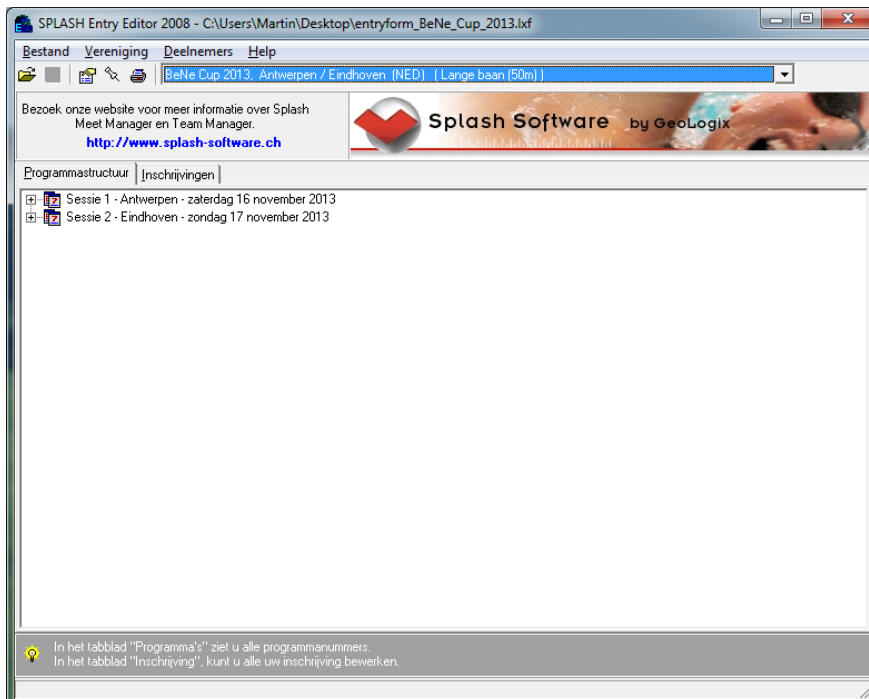 SPLASH Entry Editor 2008 - C:\Users\Martin\Desktop\entryform_BeNe_Cup_2013.lxf
Bestand Vereniging Deelnemers Help
BeNe Cup 2013, Antwerpen / Eindhoven (NED) ( Lange baan (50m) )
Bezoek onze website voor meer informatie over Splash
Meet Manager en Team Manager.
http://www.splash-software.ch
Splash Software by GeoLogix
Programmastructuur Inschrijvingen
Sessie 1 - Antwerpen - zaterdag 16 november 2013
Sessie 2 - Eindhoven - zondag 17 november 2013
In het tabblad "Programma's" ziet u alle programmanummers.
In het tabblad "Inschrijving", kunt u alle uw inschrijving bewerken.